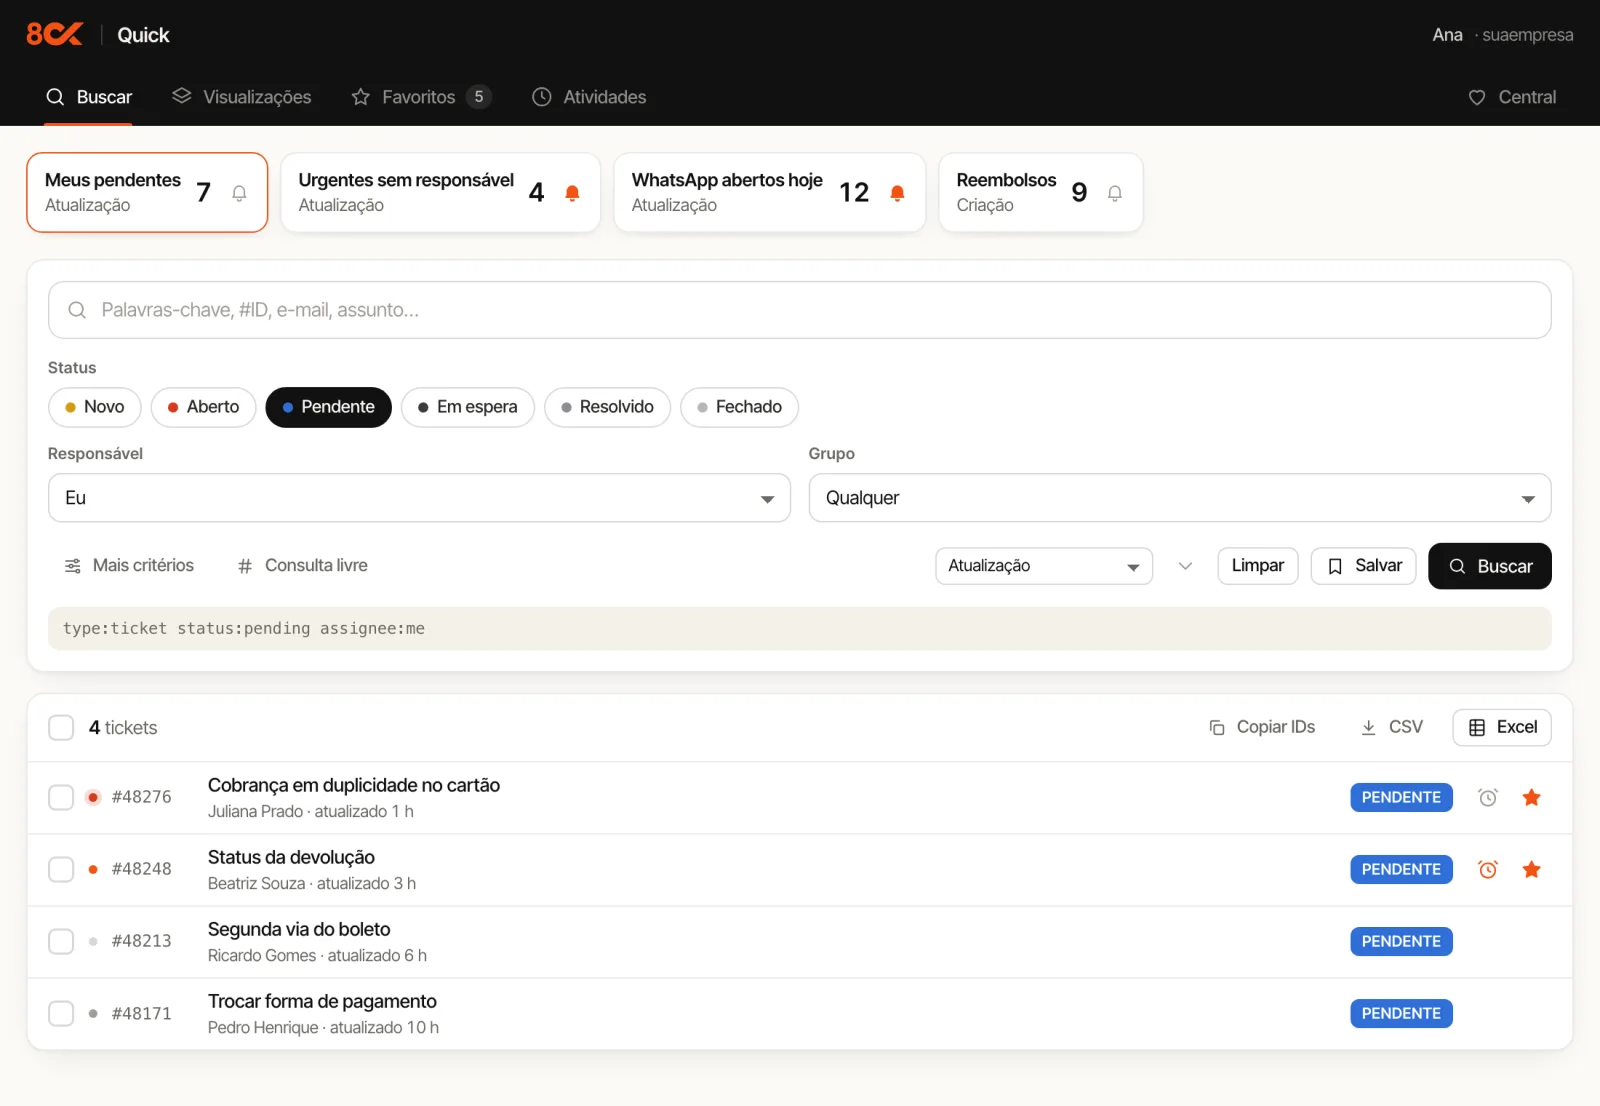 Quick
Ana · suaempresa
Buscar
Visualizações
Favoritos 5
Atividades
Central
Meus pendentes
Atualização
7
Urgentes sem responsável
Atualização
4
WhatsApp abertos hoje
Atualização
12
Reembolsos
Criação
9
Palavras-chave, #ID, e-mail, assunto...
Status
Novo
Aberto
Pendente
Em espera
Resolvido
Fechado
Responsável
Grupo
Eu
Qualquer
Mais critérios
# Consulta livre
Atualização
Limpar
Salvar
Buscar
type:ticket status:pending assignee:me
4 tickets
Copiar IDs
CSV
Excel
#48276
Cobrança em duplicidade no cartão
Juliana Prado · atualizado 1 h
PENDENTE
#48248
Status da devolução
Beatriz Souza · atualizado 3 h
PENDENTE
#48213
Segunda via do boleto
Ricardo Gomes · atualizado 6 h
PENDENTE
#48171
Trocar forma de pagamento
Pedro Henrique · atualizado 10 h
PENDENTE